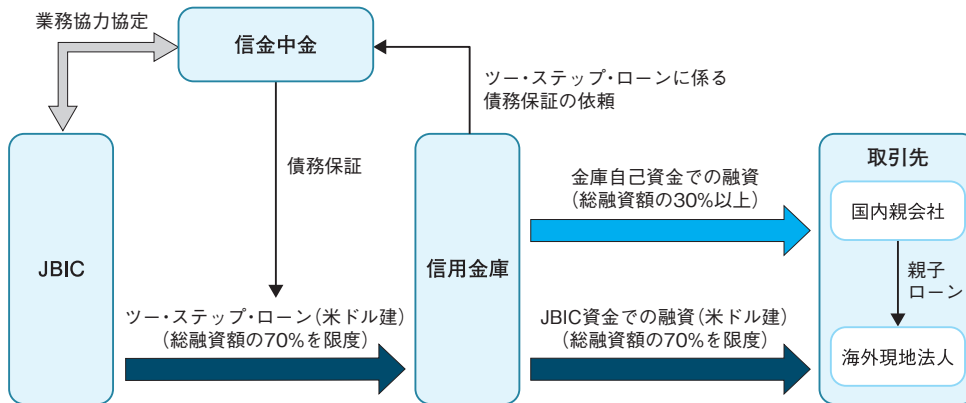 業務協力協定
信金中金
ツー・ステップ・ローンに係る
債務保証の依頼
債務保証
JBIC
ツー・ステップ・ローン(米ドル建)
(総融資額の70%を限度)
信用金庫
金庫自己資金での融資
(総融資額の30%以上)
JBIC資金での融資(米ドル建)
(総融資額の70%を限度)
取引先
国内親会社
親子
ローン
海外現地法人